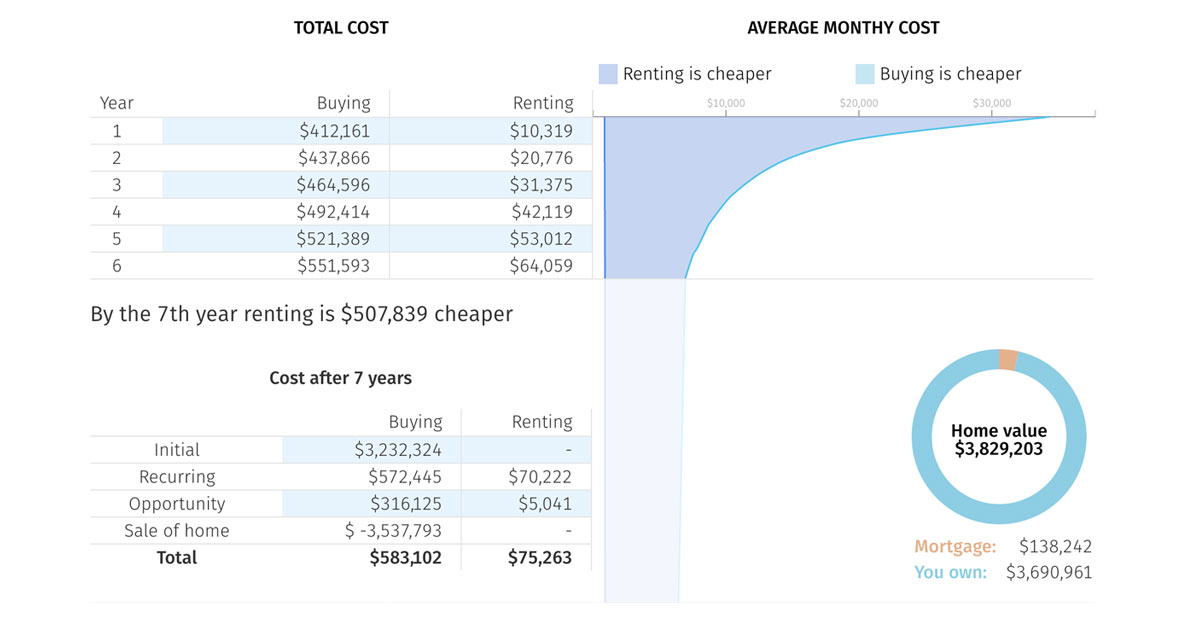 TOTAL COST
AVERAGE MONTHY COST
Renting is cheaper
Buying is cheaper
$10,000
$20,000
$30,000
Year Buying Renting
1 $412,161 $10,319
2 $437,866 $20,776
3 $464,596 $31,375
4 $492,414 $42,119
5 $521,389 $53,012
6 $551,593 $64,059
By the 7th year renting is $507,839 cheaper
Cost after 7 years
Buying Renting
Initial $3,232,324 -
Recurring $572,445 $70,222
Opportunity $316,125 $5,041
Sale of home $ -3,537,793 -
Total $583,102 $75,263
Home value
$3,829,203
Mortgage: $138,242
You own: $3,690,961